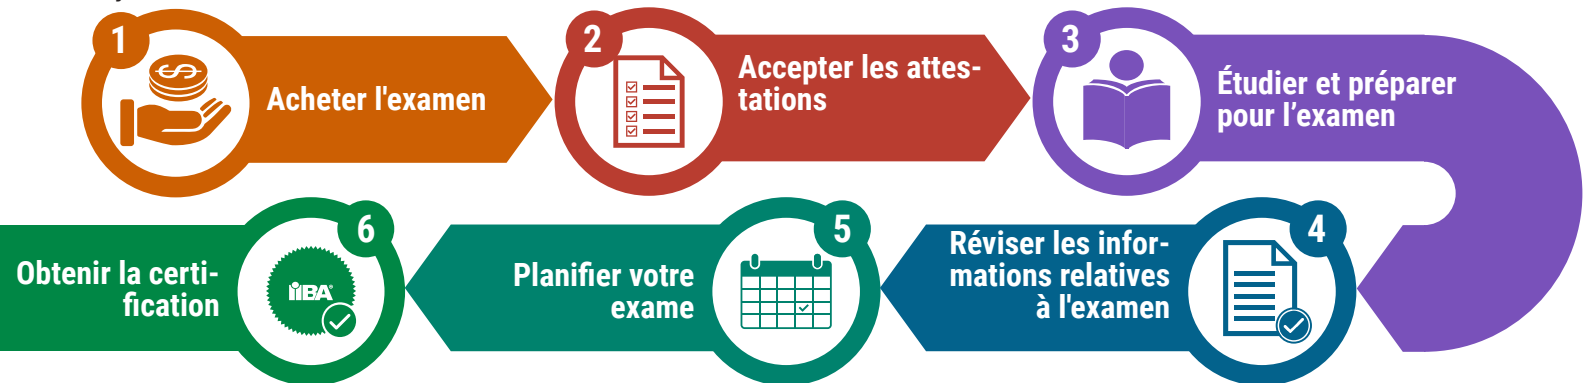 1
Acheter l'examen
2
Accepter les attes-
tations
3
Étudier et préparer
pour l’examen
4
Réviser les infor-
mations relatives
à l'examen
5
Planifier votre
exame
6
IIBA
Obtenir la certi-
fication